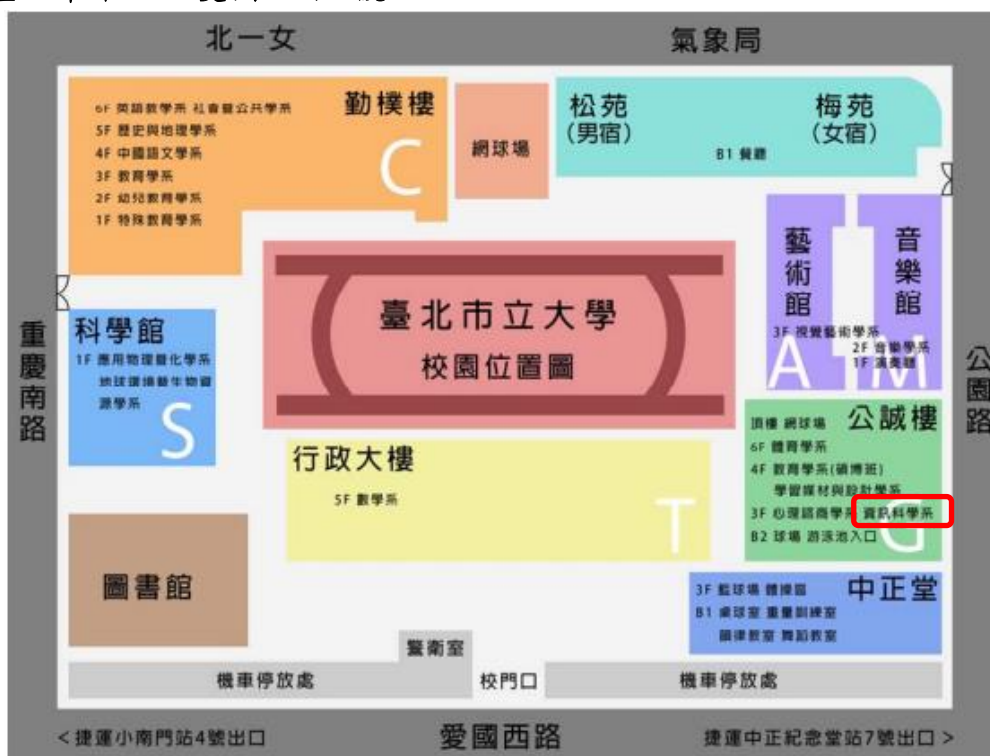 北一女
氣象局
6F 英語教學系 社會暨公共學系
勤樸樓
5F 歷史與地理學系
4F 中國語文學系
3F 教育學系
2F 幼兒教育學系
1F 特殊教育學系
C
網球場
松苑
(男宿)
梅苑
(女宿)
B1 餐廳
藝術館
音樂館
3F 視覺藝術學系
2F 音樂學系
1F 演奏廳
A
M
臺北市立大學
校園位置圖
重慶南路
科學館
1F 應用物理暨化學系
地球環境暨生物資
源學系
S
公園路
頂樓 網球場
公誠樓
6F 體育學系
4F 教育學系(碩博班)
學習媒材與設計學系
3F 心理諮商學系 資訊科學系
B2 球場 游泳池入口
G
行政大樓
5F 數學系
T
圖書館
3F 籃球場 體操區
中正堂
B1 桌球室 重量訓練室
韻律教室 舞蹈教室
警衛室
機車停放處
校門口
機車停放處
<捷運小南門站4號出口
愛國西路
捷運中正紀念堂站7號出口>